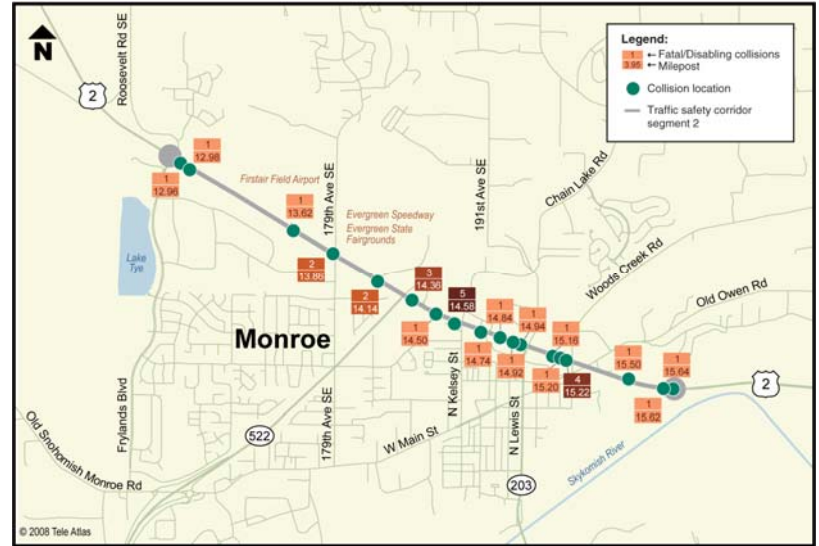 N
Legend:
1
3.95
← Fatal/Disabling collisions
← Milepost
Collision location
Traffic safety corridor
segment 2
Roosevelt Rd SE
2
1
12.98
1
12.96
Firstair Field Airport
1
13.62
179th Ave SE
Evergreen Speedway
Evergreen State
Fairgrounds
191st Ave SE
Chain Lake Rd
Woods Creek Rd
Old Owen Rd
Lake
Tye
2
13.86
2
14.14
3
14.36
5
14.58
1
14.84
1
14.94
1
15.16
1
14.50
1
14.74
1
14.92
1
15.20
4
15.22
1
15.50
1
15.64
1
15.62
2
Monroe
N Kelsey St
N Lewis St
Frylands Blvd
179th Ave SE
522
W Main St
Old Snohomish Monroe Rd
Skykomish River
203
© 2008 Tele Atlas